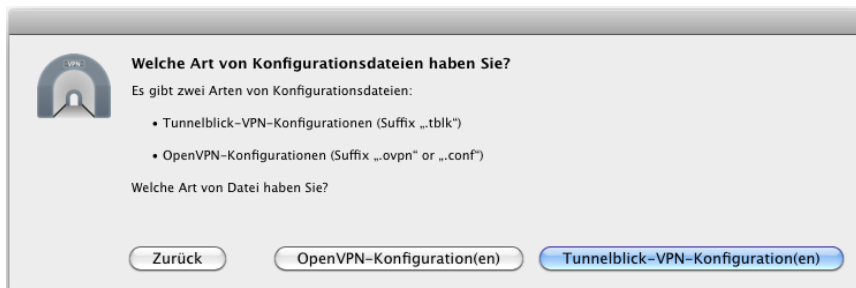 VPN
Welche Art von Konfigurationsdateien haben Sie?
Es gibt zwei Arten von Konfigurationsdateien:
• Tunnelblick-VPN-Konfigurationen (Suffix „.tblk“)
• OpenVPN-Konfigurationen (Suffix „.ovpn“ or „.conf“)
Welche Art von Datei haben Sie?
Zurück OpenVPN-Konfiguration(en) Tunnelblick-VPN-Konfiguration(en)